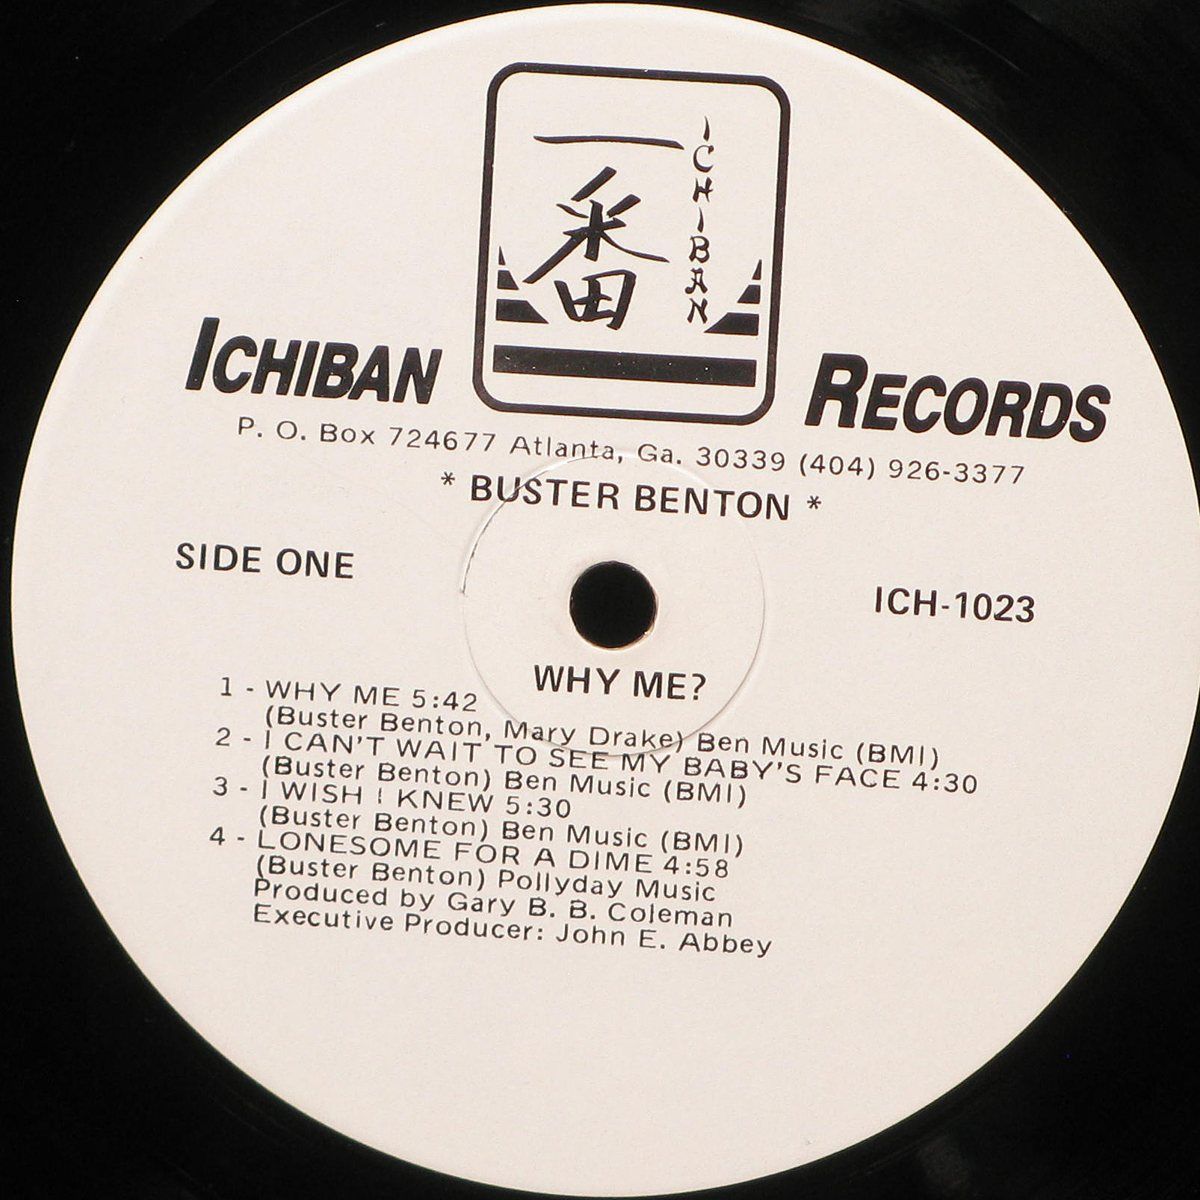 一番
ICHIBAN
ICHIBAN RECORDS
P. O. Box 724677 Atlanta, Ga. 30339 (404) 926-3377
* BUSTER BENTON *
SIDE ONE
ICH-1023
WHY ME?
1 - WHY ME 5:42
(Buster Benton, Mary Drake) Ben Music (BMI)
2 - I CAN'T WAIT TO SEE MY BABY'S FACE 4:30
(Buster Benton) Ben Music (BMI)
3 - I WISH I KNEW 5:30
(Buster Benton) Ben Music (BMI)
4 - LONESOME FOR A DIME 4:58
(Buster Benton) Pollyday Music
Produced by Gary B. B. Coleman
Executive Producer: John E. Abbey